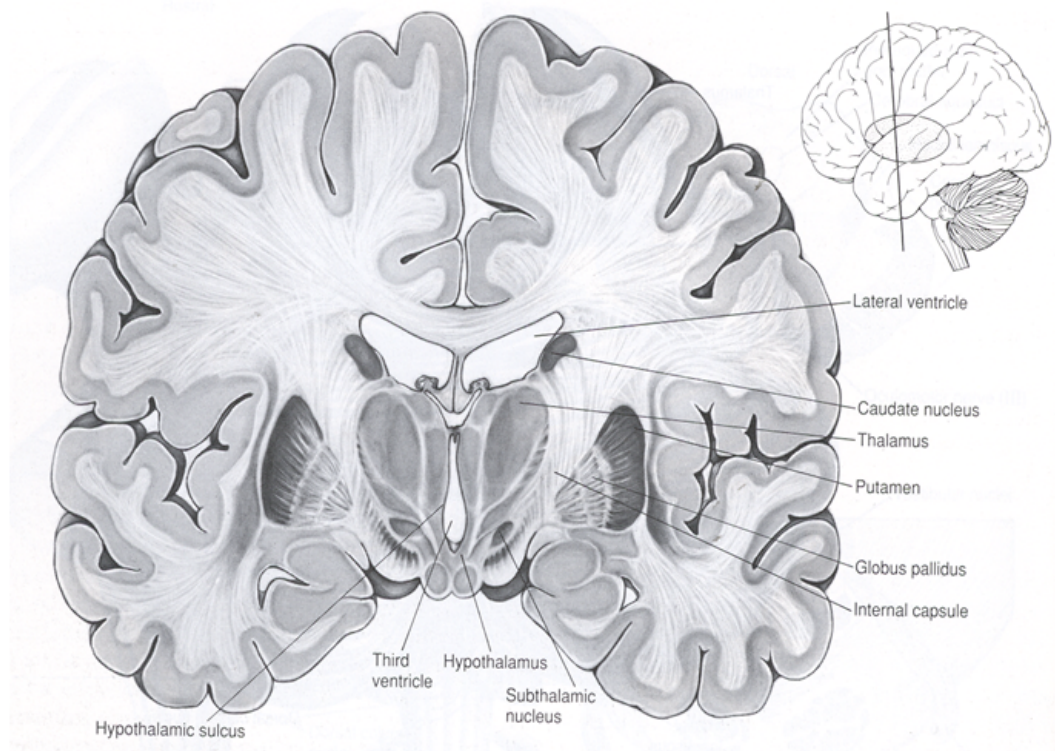 Lateral ventricle
Caudate nucleus
Thalamus
Putamen
Globus pallidus
Internal capsule
Third
ventricle
Hypothalamus
Subthalamic
nucleus
Hypothalamic sulcus